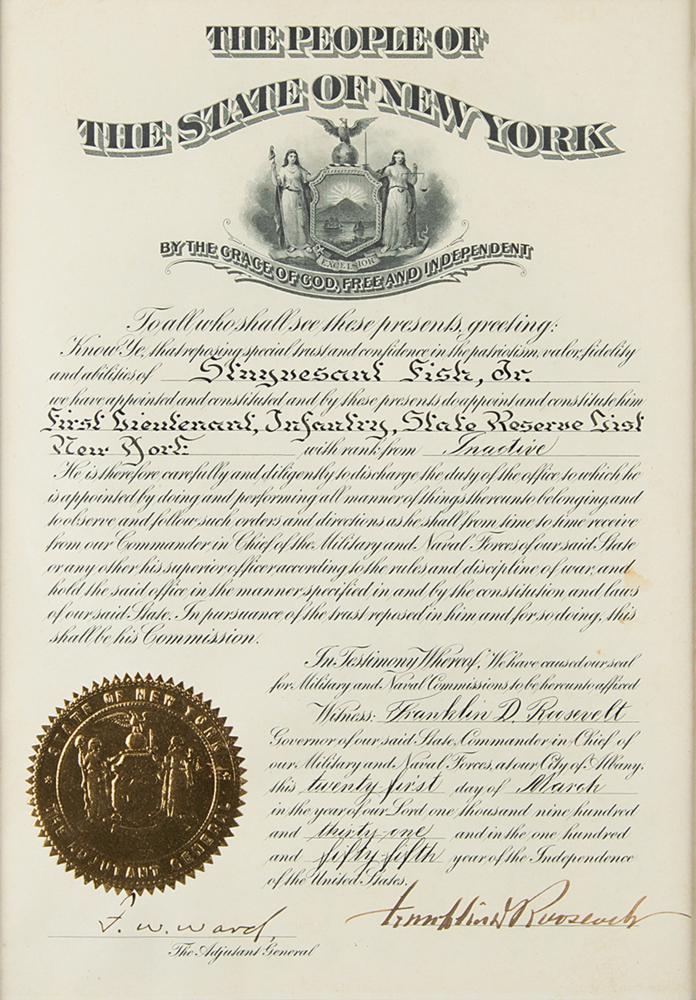 THE PEOPLE OF
THE STATE OF NEW YORK
EXCELSIOR
BY THE GRACE OF GOD, FREE AND INDEPENDENT
To all who shall see these presents, greeting:
Know Ye, that reposing special trust and confidence in the patriotism, valor, fidelity
and abilities of Stuyvesant Fish, Jr.
we have appointed and constituted and by these presents do appoint and constitute him
First Lieutenant, Infantry, State Reserve List
New York with rank from Inactive
He is therefore carefully and diligently to discharge the duty of the office to which he
is appointed by doing and performing all manner of things thereunto belonging and
to observe and follow such orders and directions as he shall from time to time receive
from our Commander in Chief of the Military and Naval Forces of our said State
or any other his superior officer, according to the rules and discipline of war, and
hold the said office in the manner specified in and by the constitution and laws
of our said State. In pursuance of the trust reposed in him and for so doing, this
shall be his Commission.
In Testimony Whereof, We have caused our seal
for Military and Naval Commissions to be hereunto affixed
Witness: Franklin D. Roosevelt
Governor of our said State, Commander in Chief of
our Military and Naval Forces, at our City of Albany,
this twenty-first day of March
in the year of our Lord one thousand nine hundred
and thirty-one and in the one hundred
and fifty-fifth year of the Independence
of the United States.
STATE OF NEW YORK
THE ADJUTANT GENERAL
F. W. Ward,
The Adjutant General
Franklin D Roosevelt